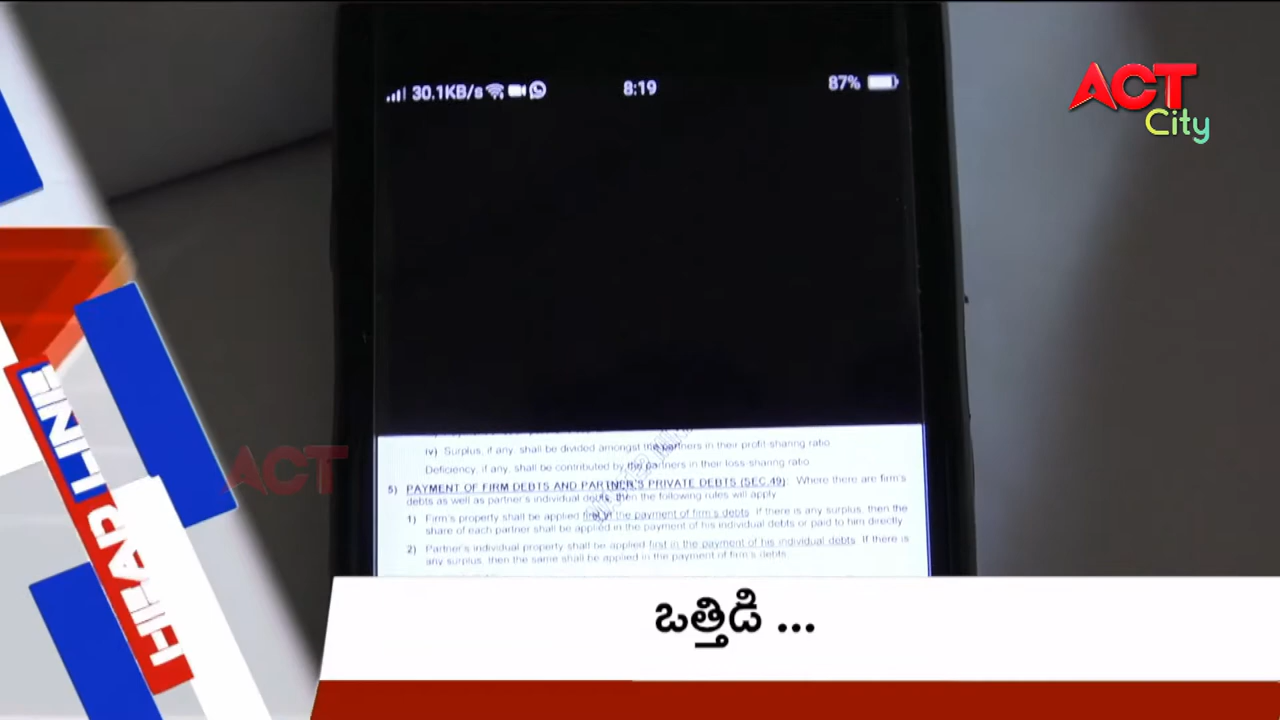 30.1KB/s 8:19 87%
ACT
City
iv) Surplus, if any, shall be divided amongst the partners in their profit-sharing ratio
Deficiency, if any, shall be contributed by the partners in their loss-sharing ratio
5) PAYMENT OF FIRM DEBTS AND PARTNER'S PRIVATE DEBTS (SEC.49): Where there are firm's
debts as well as partner's individual debts, then the following rules will apply
1) Firm's property shall be applied first in the payment of firm's debts. If there is any surplus, then the
share of each partner shall be applied in the payment of his individual debts or paid to him directly
2) Partner's individual property shall be applied first in the payment of his individual debts. If there is
any surplus, then the same shall be applied in the payment of firm's debts.
ACT
HEADLINE
ఒత్తిడి ...